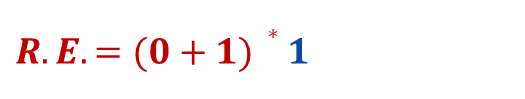 R.E.= (0 + 1) * 1